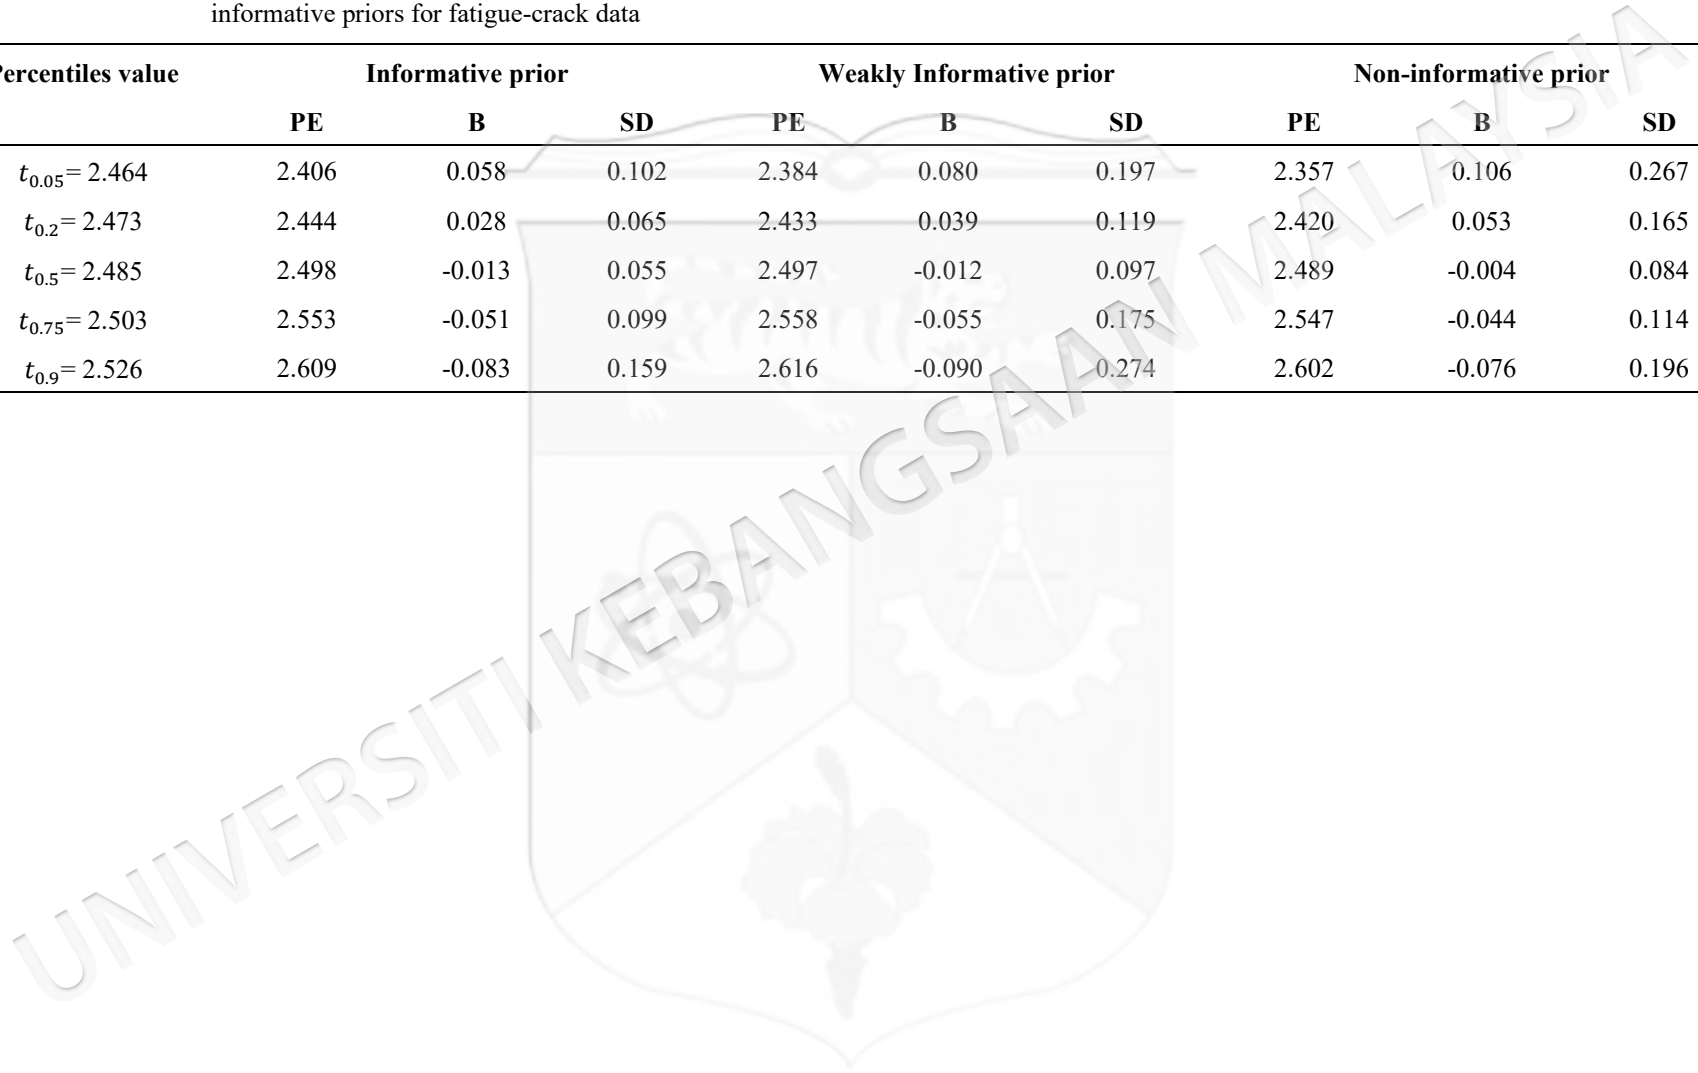 informative priors for fatigue-crack data
Percentiles value Informative prior Weakly Informative prior Non-informative prior
PE B SD PE B SD PE B SD
t0.05= 2.464 2.406 0.058 0.102 2.384 0.080 0.197 2.357 0.106 0.267
t0.2= 2.473 2.444 0.028 0.065 2.433 0.039 0.119 2.420 0.053 0.165
t0.5= 2.485 2.498 -0.013 0.055 2.497 -0.012 0.097 2.489 -0.004 0.084
t0.75= 2.503 2.553 -0.051 0.099 2.558 -0.055 0.175 2.547 -0.044 0.114
t0.9= 2.526 2.609 -0.083 0.159 2.616 -0.090 0.274 2.602 -0.076 0.196
UNIVERSITI KEBANGSAAN MALAYSIA